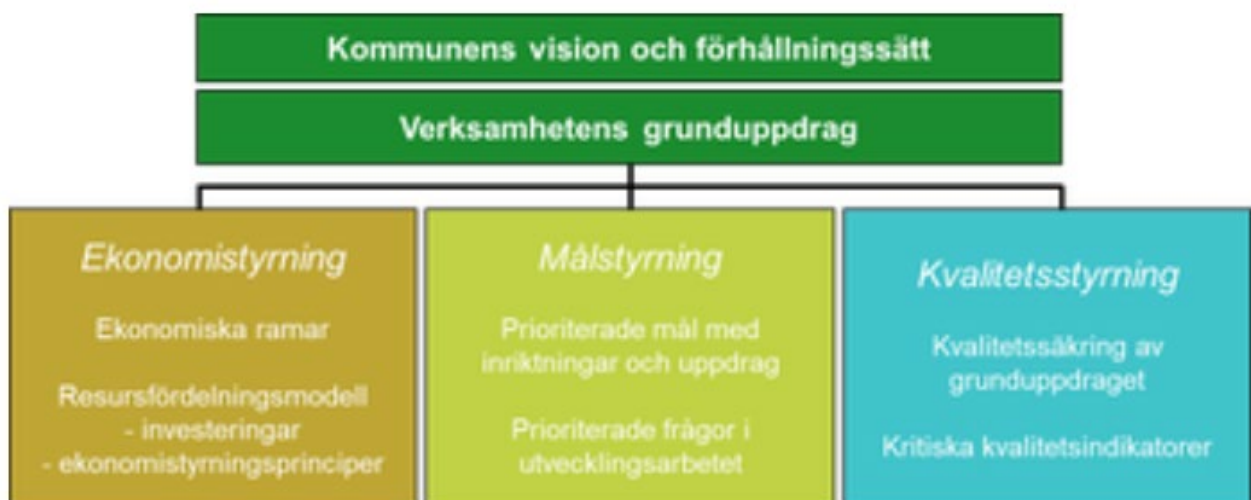 Kommunens vision och förhållningssätt
Verksamhetens grunduppdrag
Ekonomistyrning
Ekonomiska ramar
Resursfördelningsmodell
- investeringar
- ekonomistyrningsprinciper
Målstyrning
Prioriterade mål med
inriktningar och uppdrag
Prioriterade frågor i
utvecklingsarbetet
Kvalitetsstyrning
Kvalitetssäkring av
grunduppdraget
Kritiska kvalitetsindikatorer